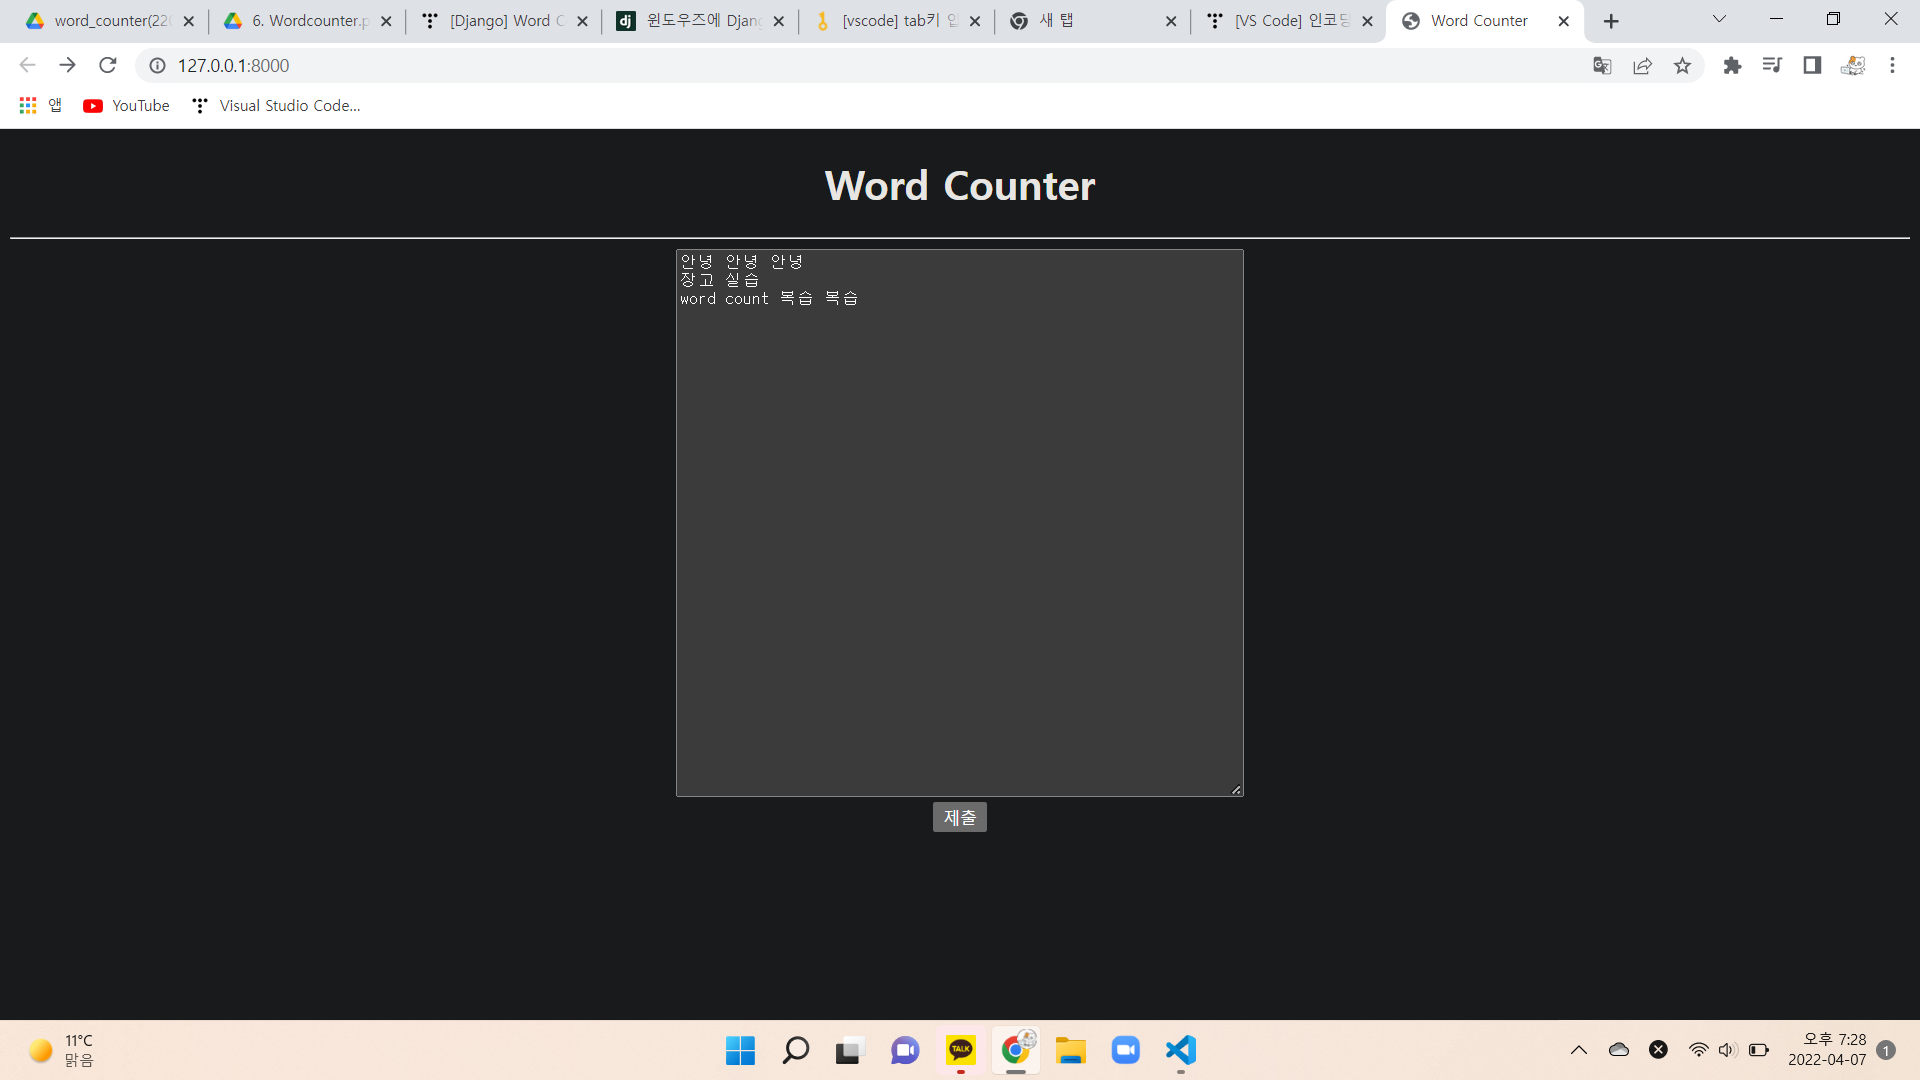 word_counter(220
6. Wordcounter.p
[Django] Word C
윈도우즈에 Djang
[vscode] tab키 입
새 탭
[VS Code] 인코딩
Word Counter
127.0.0.1:8000
앱
YouTube
Visual Studio Code...
Word Counter
안녕 안녕 안녕
장고 실습
word count 복습 복습
제출
11°C
맑음
TALK
오후 7:28
2022-04-07
1